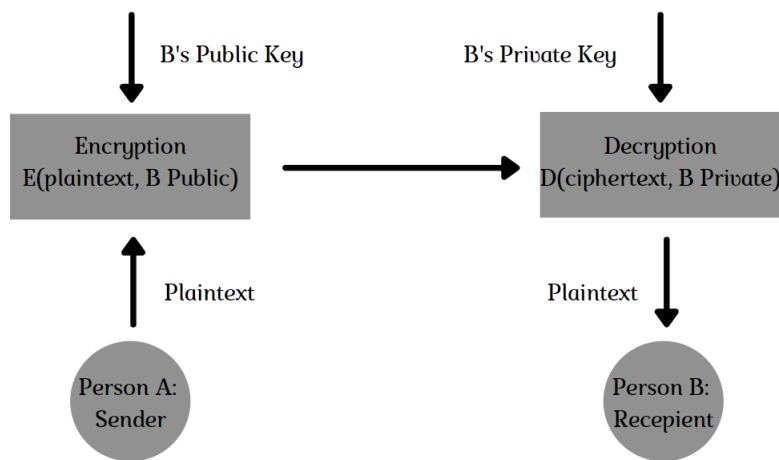 B's Public Key
B's Private Key
Encryption
E(plaintext, B Public)
Decryption
D(ciphertext, B Private)
Plaintext
Plaintext
Person A:
Sender
Person B:
Recepient